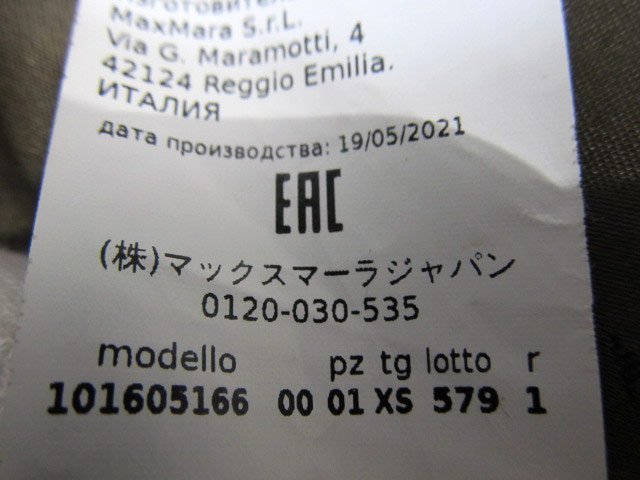 Изготовитель
MaxMara S.r.L.
Via G. Maramotti, 4
42124 Reggio Emilia.
ИТАЛИЯ
дата производства: 19/05/2021
EAC
(株)マックスマーラジャパン
0120-030-535
modello pz tg lotto r
101605166 00 01 XS 579 1